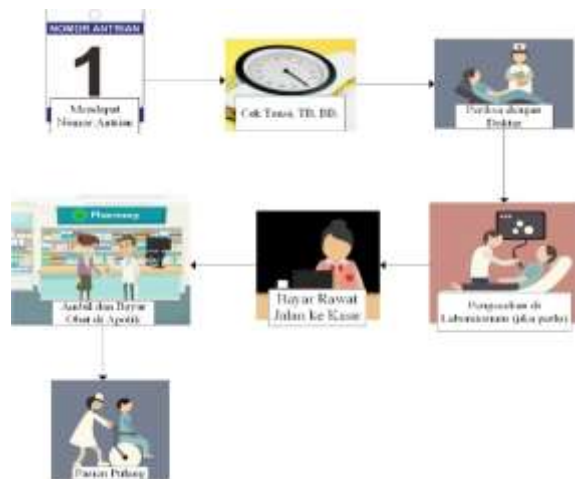 NOMOR ANTRIAN
1
Mendapat
Nomor Antrian
Cek Tensi, TB, BB.
Periksa dengan
Dokter
Pharmacy
Ambil dan Bayar
Obat di Apotik
Bayar Rawat
Jalan ke Kasir
Pengecekan di
Laboratorium (jika perlu)
Pasien Pulang